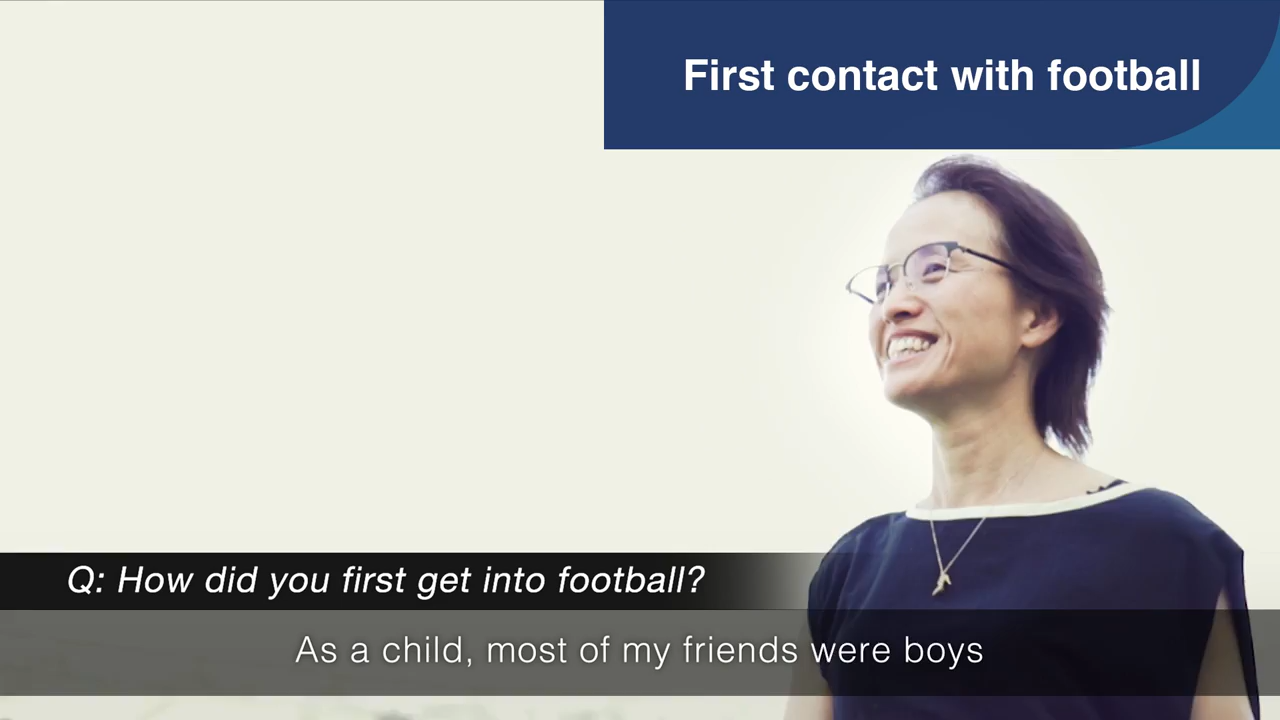 First contact with football
Q: How did you first get into football?
As a child, most of my friends were boys